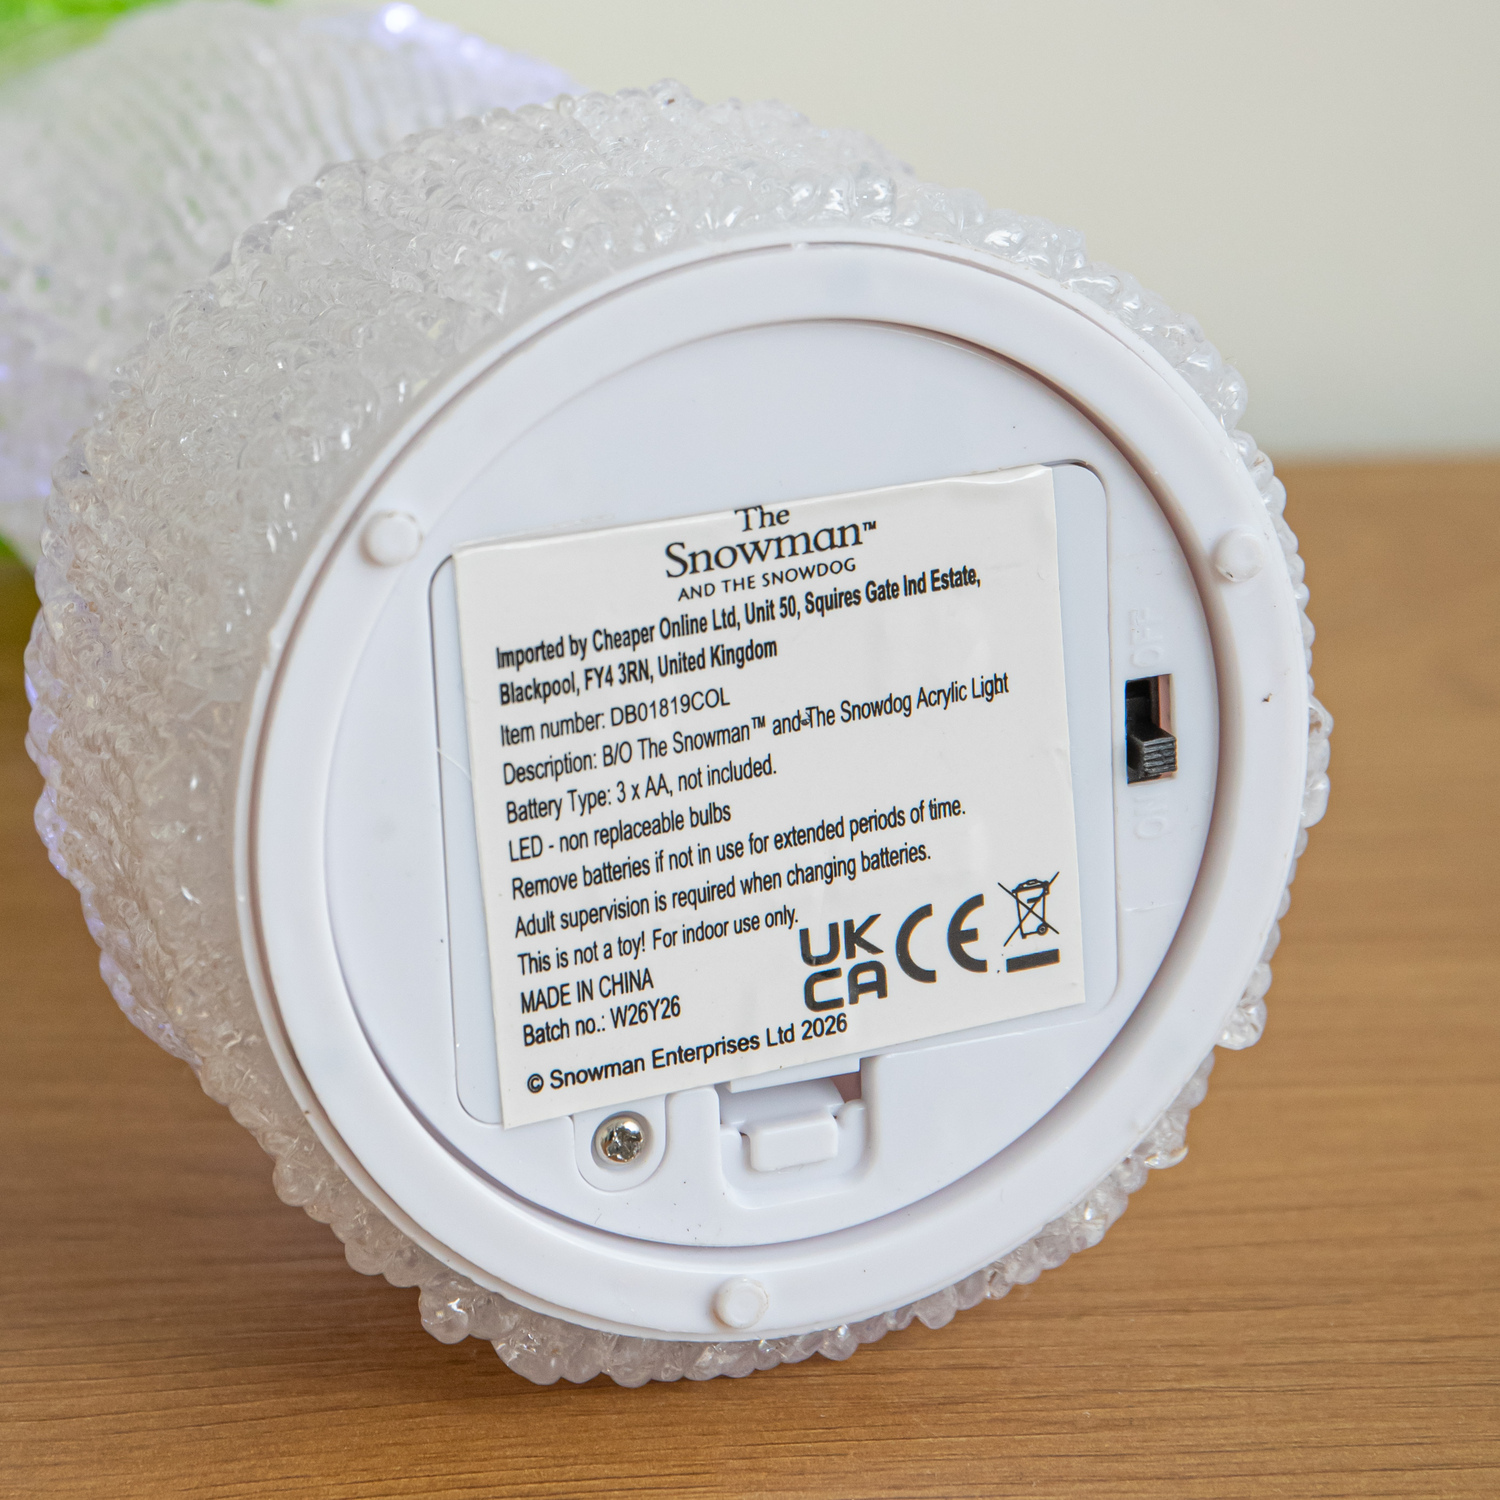 The
Snowman™
AND THE SNOWDOG
Imported by Cheaper Online Ltd, Unit 50, Squires Gate Ind Estate,
Blackpool, FY4 3RN, United Kingdom
Item number: DB01819COL
Description: B/O The Snowman™ and The Snowdog Acrylic Light
Battery Type: 3 x AA, not included.
LED - non replaceable bulbs
Remove batteries if not in use for extended periods of time.
Adult supervision is required when changing batteries.
This is not a toy! For indoor use only.
MADE IN CHINA
Batch no.: W26Y26
© Snowman Enterprises Ltd 2026
UK
CA
CE
OFF
ON